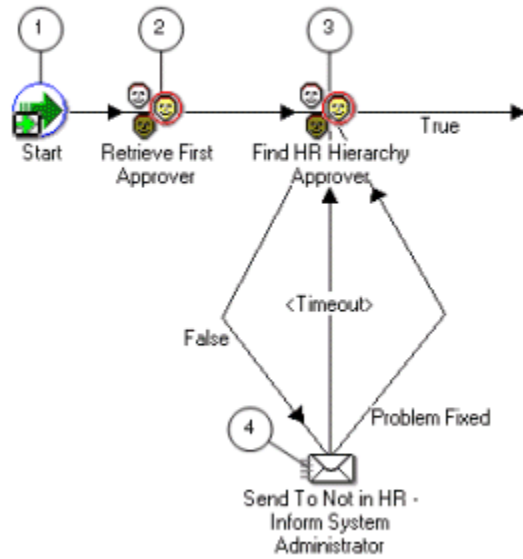 1
2
3
Start
Retrieve First
Approver
Find HR Hierarchy
Approver
True
<Timeout>
False
Problem Fixed
4
Send To Not in HR -
Inform System
Administrator